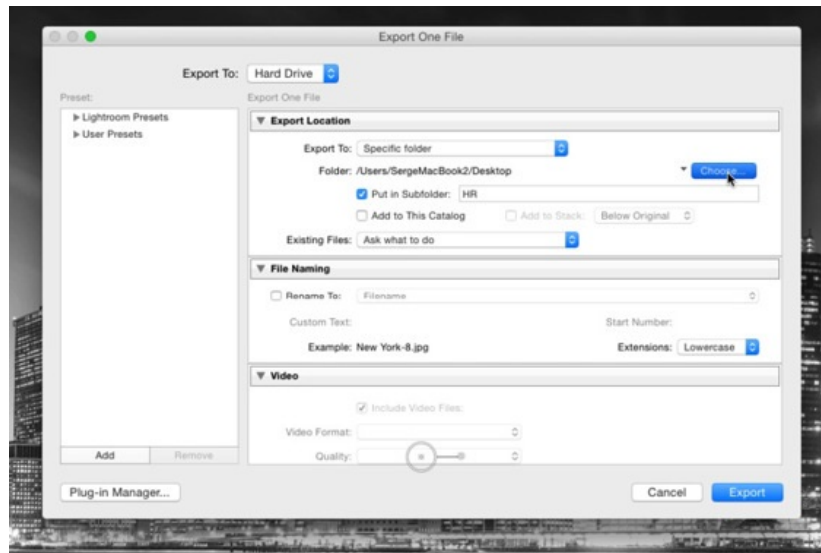 Export One File
Export To: Hard Drive
Preset:
Export One File
Lightroom Presets
User Presets
Export Location
Export To: Specific folder
Folder: /Users/SergeMacBook2/Desktop Choose...
Put in Subfolder: HR
Add to This Catalog Add to Stack: Below Original
Existing Files: Ask what to do
File Naming
Rename To: Filename
Custom Text: Start Number:
Example: New York-8.jpg Extensions: Lowercase
Video
Include Video Files:
Video Format:
Quality:
Add Remove
Plug-in Manager... Cancel Export